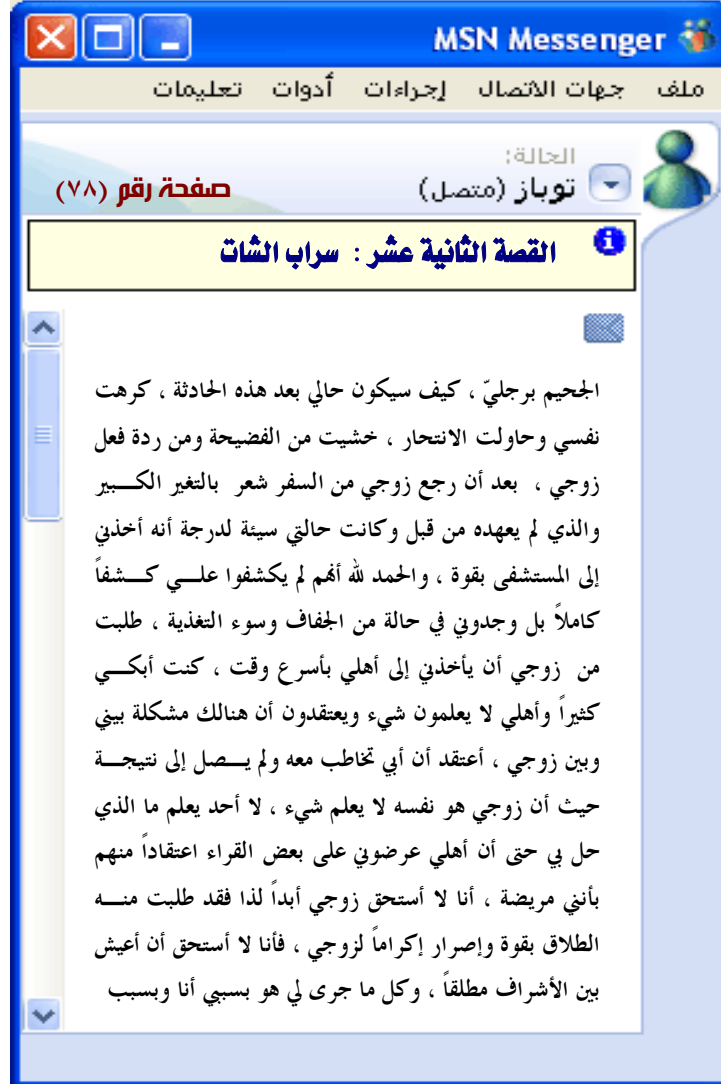 MSN Messenger
ملف جهات الاتصال إجراءات أدوات تعليمات
الحالة:
توباز (متصل)
صفحة رقم (٧٨)
القصة الثانية عشر : سراب الشات
الجحيم برجليّ ، كيف سيكون حالي بعد هذه الحادثة ، كرهت
نفسي وحاولت الانتحار ، خشيت من الفضيحة ومن ردة فعل
زوجي ، بعد أن رجع زوجي من السفر شعر بالتغير الكـــبير
والذي لم يعهده من قبل وكانت حالتي سيئة لدرجة أنه أخذني
إلى المستشفى بقوة ، والحمد لله أنهم لم يكشفوا علـــي كـــشفاً
كاملاً بل وجدوني في حالة من الجفاف وسوء التغذية ، طلبت
من زوجي أن يأخذني إلى أهلي بأسرع وقت ، كنت أبكـــي
كثيراً وأهلي لا يعلمون شيء ويعتقدون أن هنالك مشكلة بيني
وبين زوجي ، أعتقد أن أبي تخاطب معه ولم يـــصل إلى نتيجـــة
حيث أن زوجي هو نفسه لا يعلم شيء ، لا أحد يعلم ما الذي
حل بي حتى أن أهلي عرضوني على بعض القراء اعتقاداً منهم
بأنني مريضة ، أنا لا أستحق زوجي أبداً لذا فقد طلبت منـــه
الطلاق بقوة وإصرار إكراماً لزوجي ، فأنا لا أستحق أن أعيش
بين الأشراف مطلقاً ، وكل ما جرى لي هو بسببي أنا وبسبب